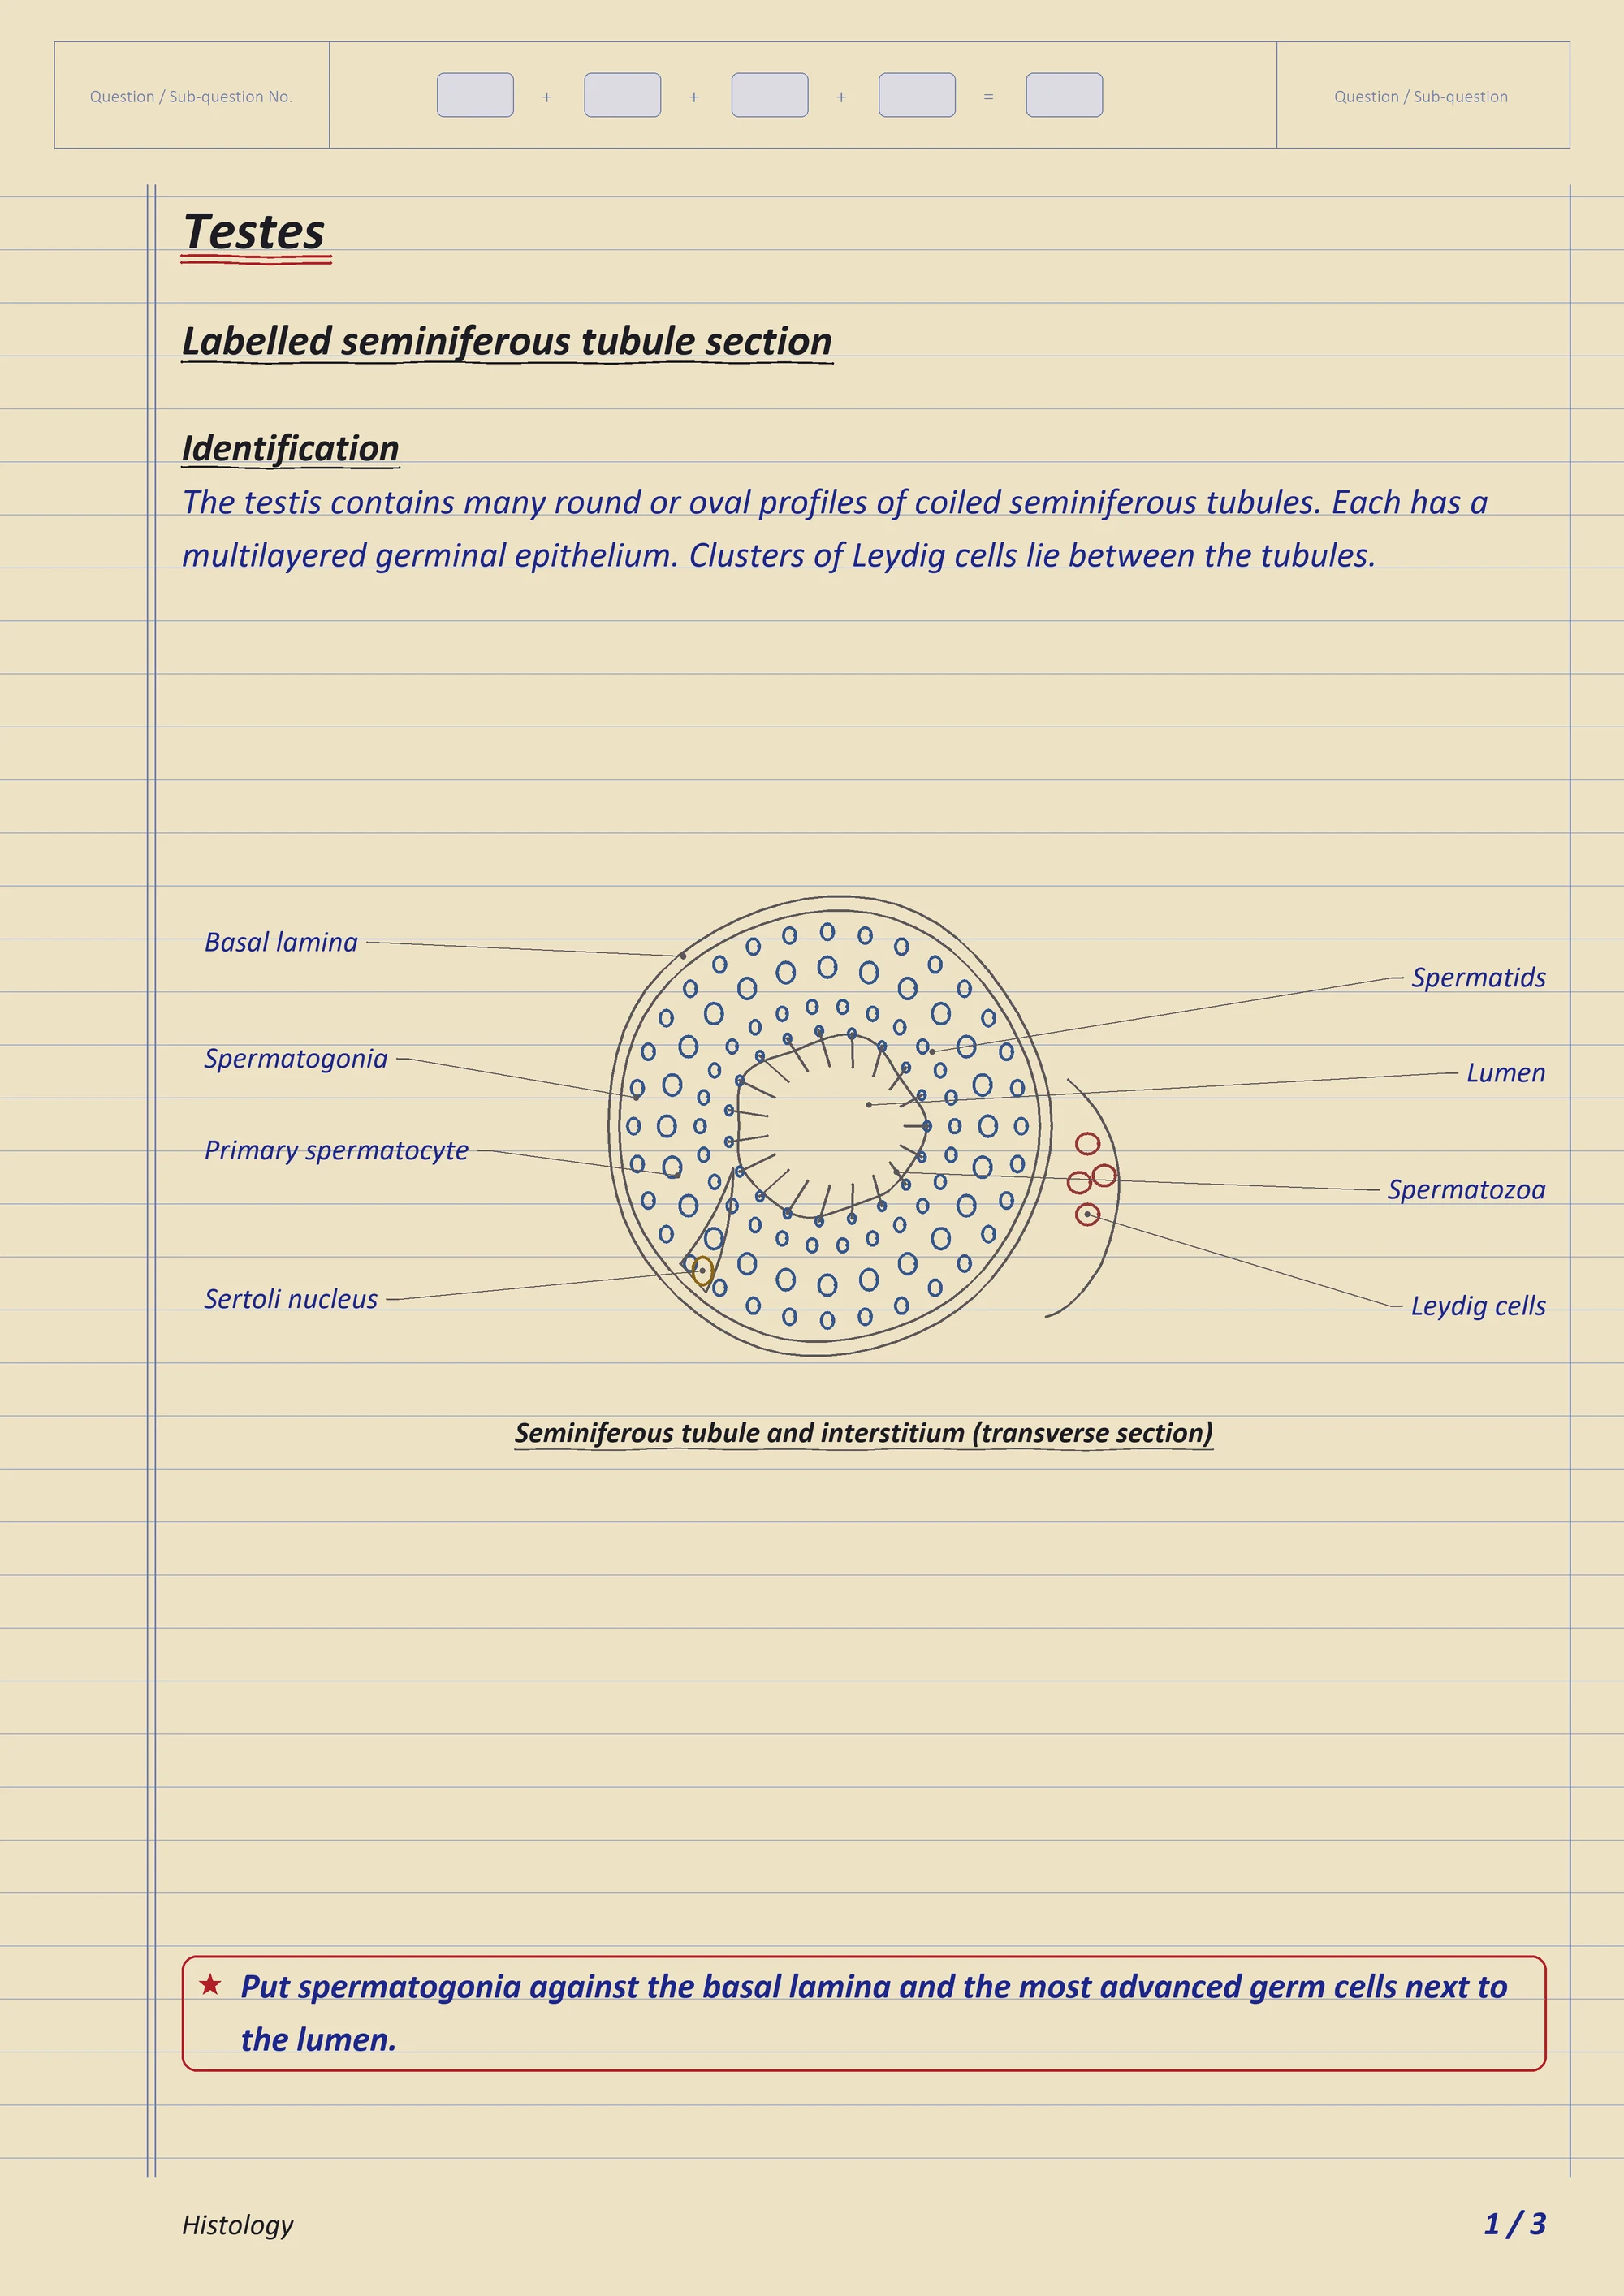 Question / Sub-question No.
+ + + =
Question / Sub-question
Testes
Labelled seminiferous tubule section
Identification
The testis contains many round or oval profiles of coiled seminiferous tubules. Each has a
multilayered germinal epithelium. Clusters of Leydig cells lie between the tubules.
Basal lamina
Spermatogonia
Primary spermatocyte
Sertoli nucleus
Spermatids
Lumen
Spermatozoa
Leydig cells
Seminiferous tubule and interstitium (transverse section)
★ Put spermatogonia against the basal lamina and the most advanced germ cells next to
the lumen.
Histology
1 / 3